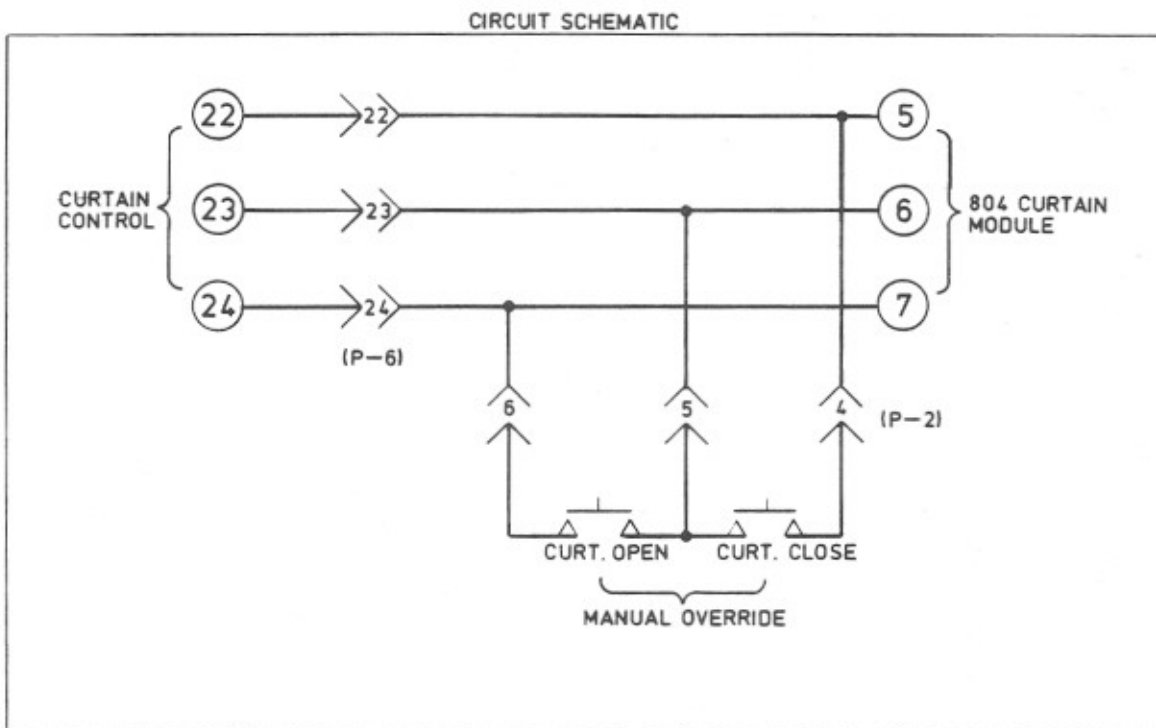 CIRCUIT SCHEMATIC
22 22 5
CURTAIN
CONTROL
23 23 6
804 CURTAIN
MODULE
24 24 7
(P-6)
6 5 4 (P-2)
CURT. OPEN CURT. CLOSE
MANUAL OVERRIDE